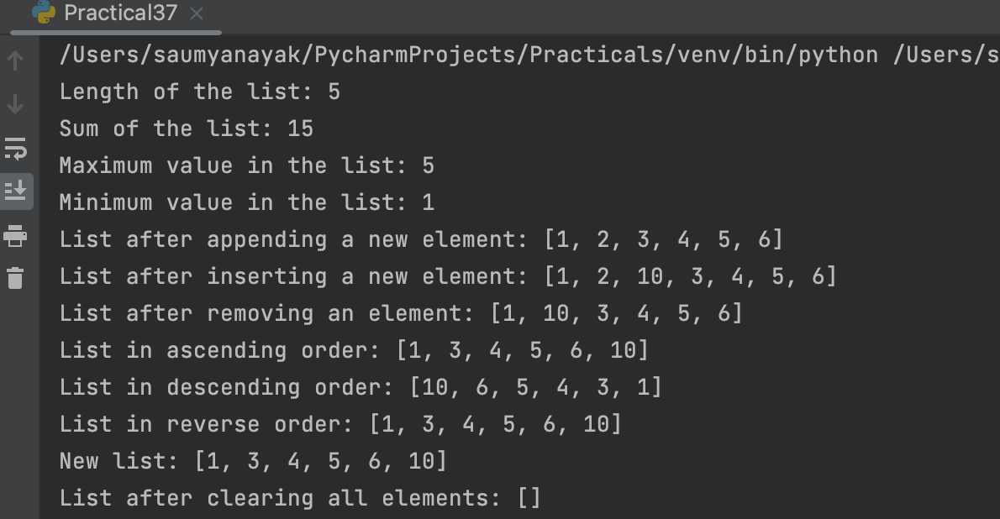 Practical37
/Users/saumyanayak/PycharmProjects/Practicals/venv/bin/python /Users/s
Length of the list: 5
Sum of the list: 15
Maximum value in the list: 5
Minimum value in the list: 1
List after appending a new element: [1, 2, 3, 4, 5, 6]
List after inserting a new element: [1, 2, 10, 3, 4, 5, 6]
List after removing an element: [1, 10, 3, 4, 5, 6]
List in ascending order: [1, 3, 4, 5, 6, 10]
List in descending order: [10, 6, 5, 4, 3, 1]
List in reverse order: [1, 3, 4, 5, 6, 10]
New list: [1, 3, 4, 5, 6, 10]
List after clearing all elements: []